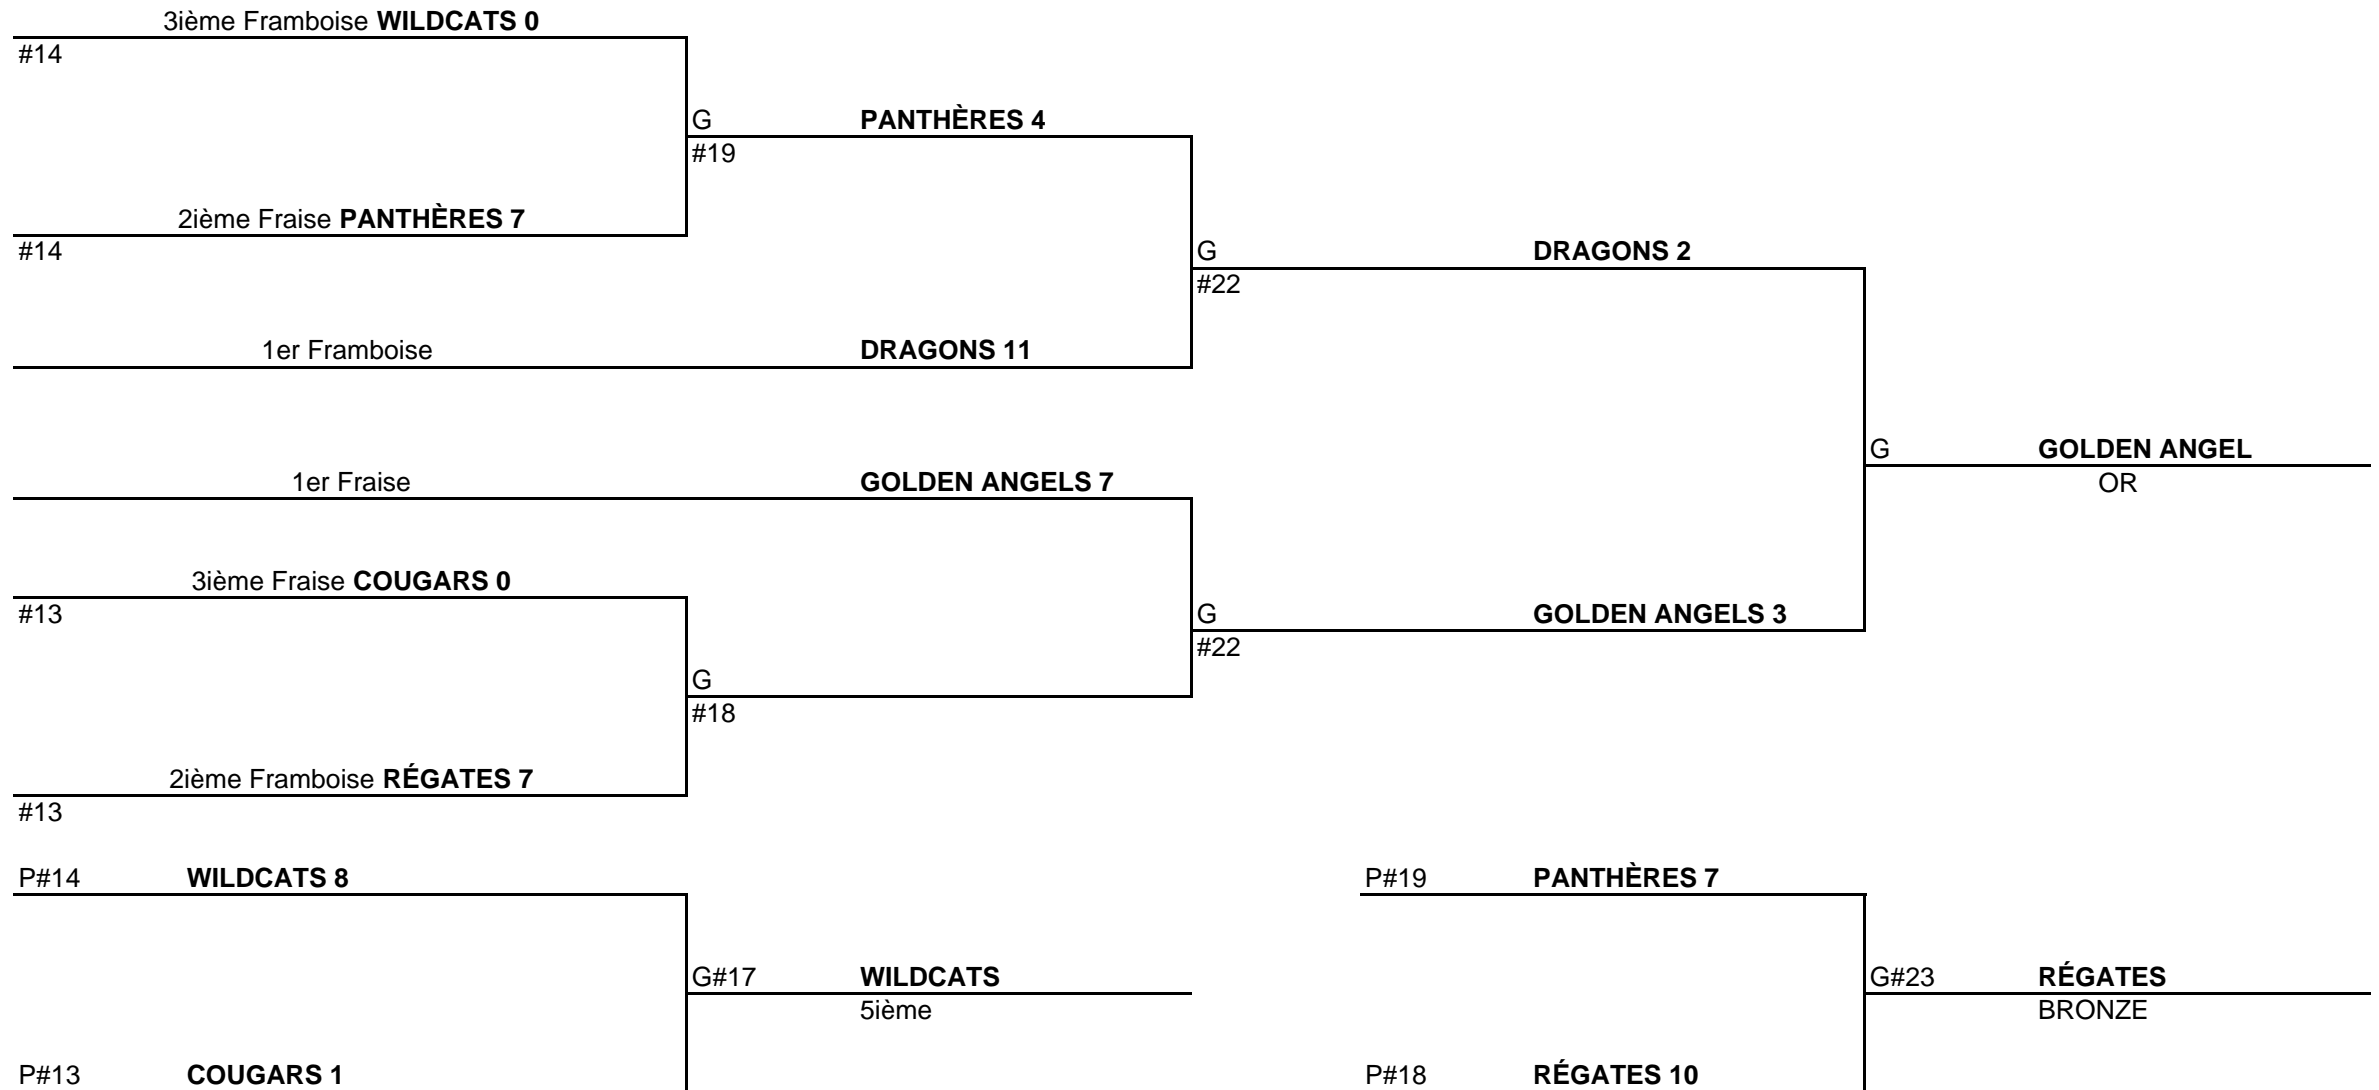 3ième Framboise WILDCATS 0
#14
G PANTHÈRES 4
#19
2ième Fraise PANTHÈRES 7
#14
G DRAGONS 2
#22
1er Framboise DRAGONS 11
G GOLDEN ANGEL
OR
1er Fraise GOLDEN ANGELS 7
3ième Fraise COUGARS 0
#13
G GOLDEN ANGELS 3
#22
G
#18
2ième Framboise RÉGATES 7
#13
P#14 WILDCATS 8
P#19 PANTHÈRES 7
G#17 WILDCATS
5ième
G#23 RÉGATES
BRONZE
P#13 COUGARS 1
P#18 RÉGATES 10